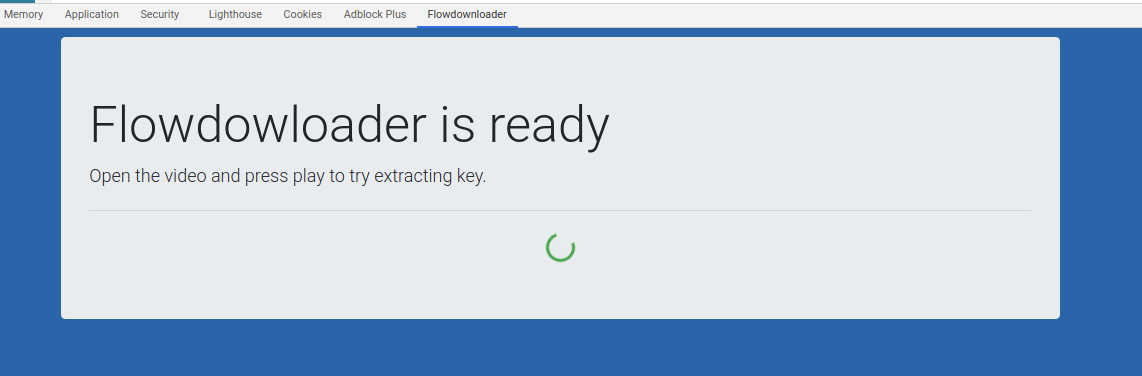 Memory Application Security Lighthouse Cookies Adblock Plus Flowdownloader
Flowdowloader is ready
Open the video and press play to try extracting key.